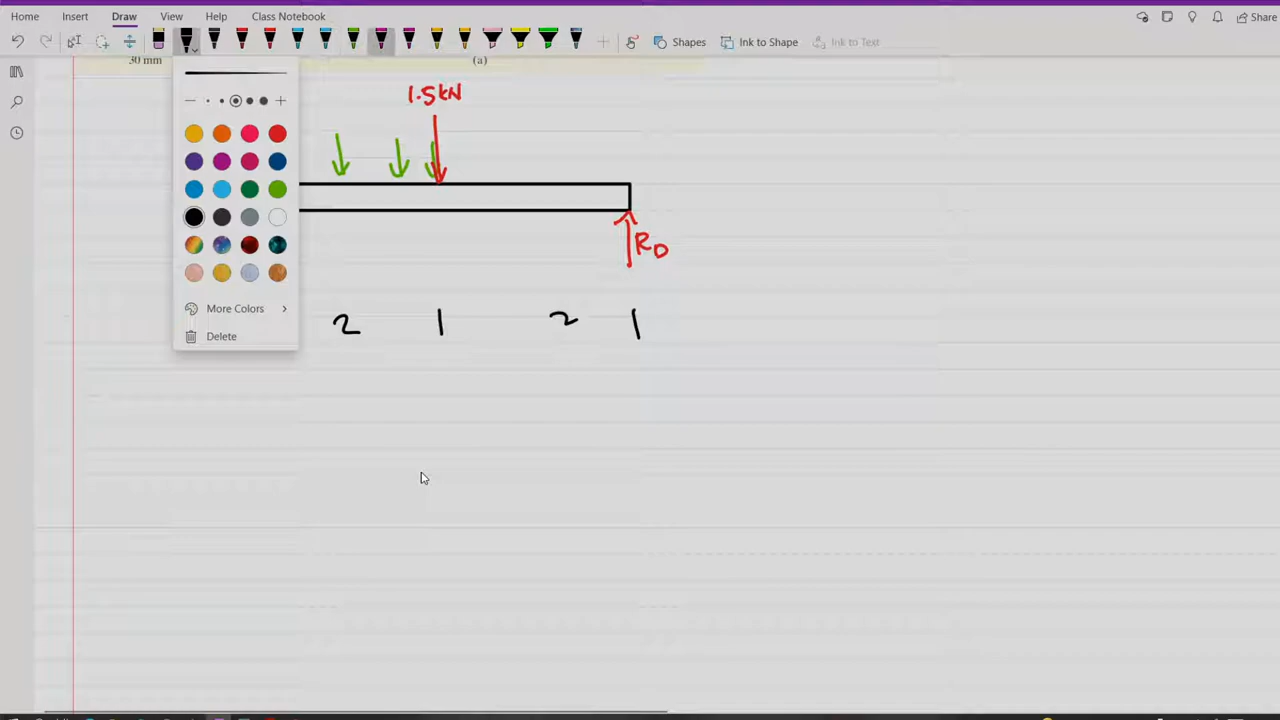 Home Insert Draw View Help Class Notebook Share
Shapes Ink to Shape Ink to Text
30 mm (a)
1.5kN
RD
2 1 2 1
More Colors
Delete